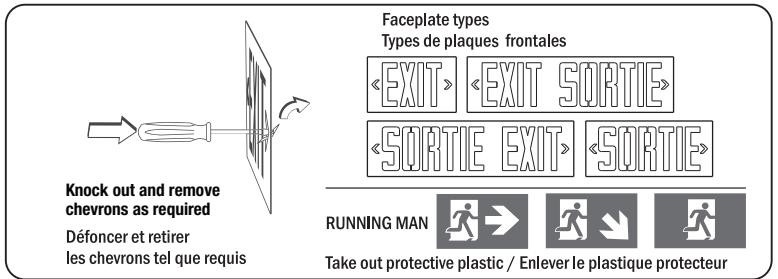 Faceplate types
Types de plaques frontales
EXIT
‹‹EXIT››
‹‹EXIT SORTIE››
‹‹SORTIE EXIT››
‹‹SORTIE››
Knock out and remove
chevrons as required
Défoncer et retirer
les chevrons tel que requis
RUNNING MAN
Take out protective plastic / Enlever le plastique protecteur